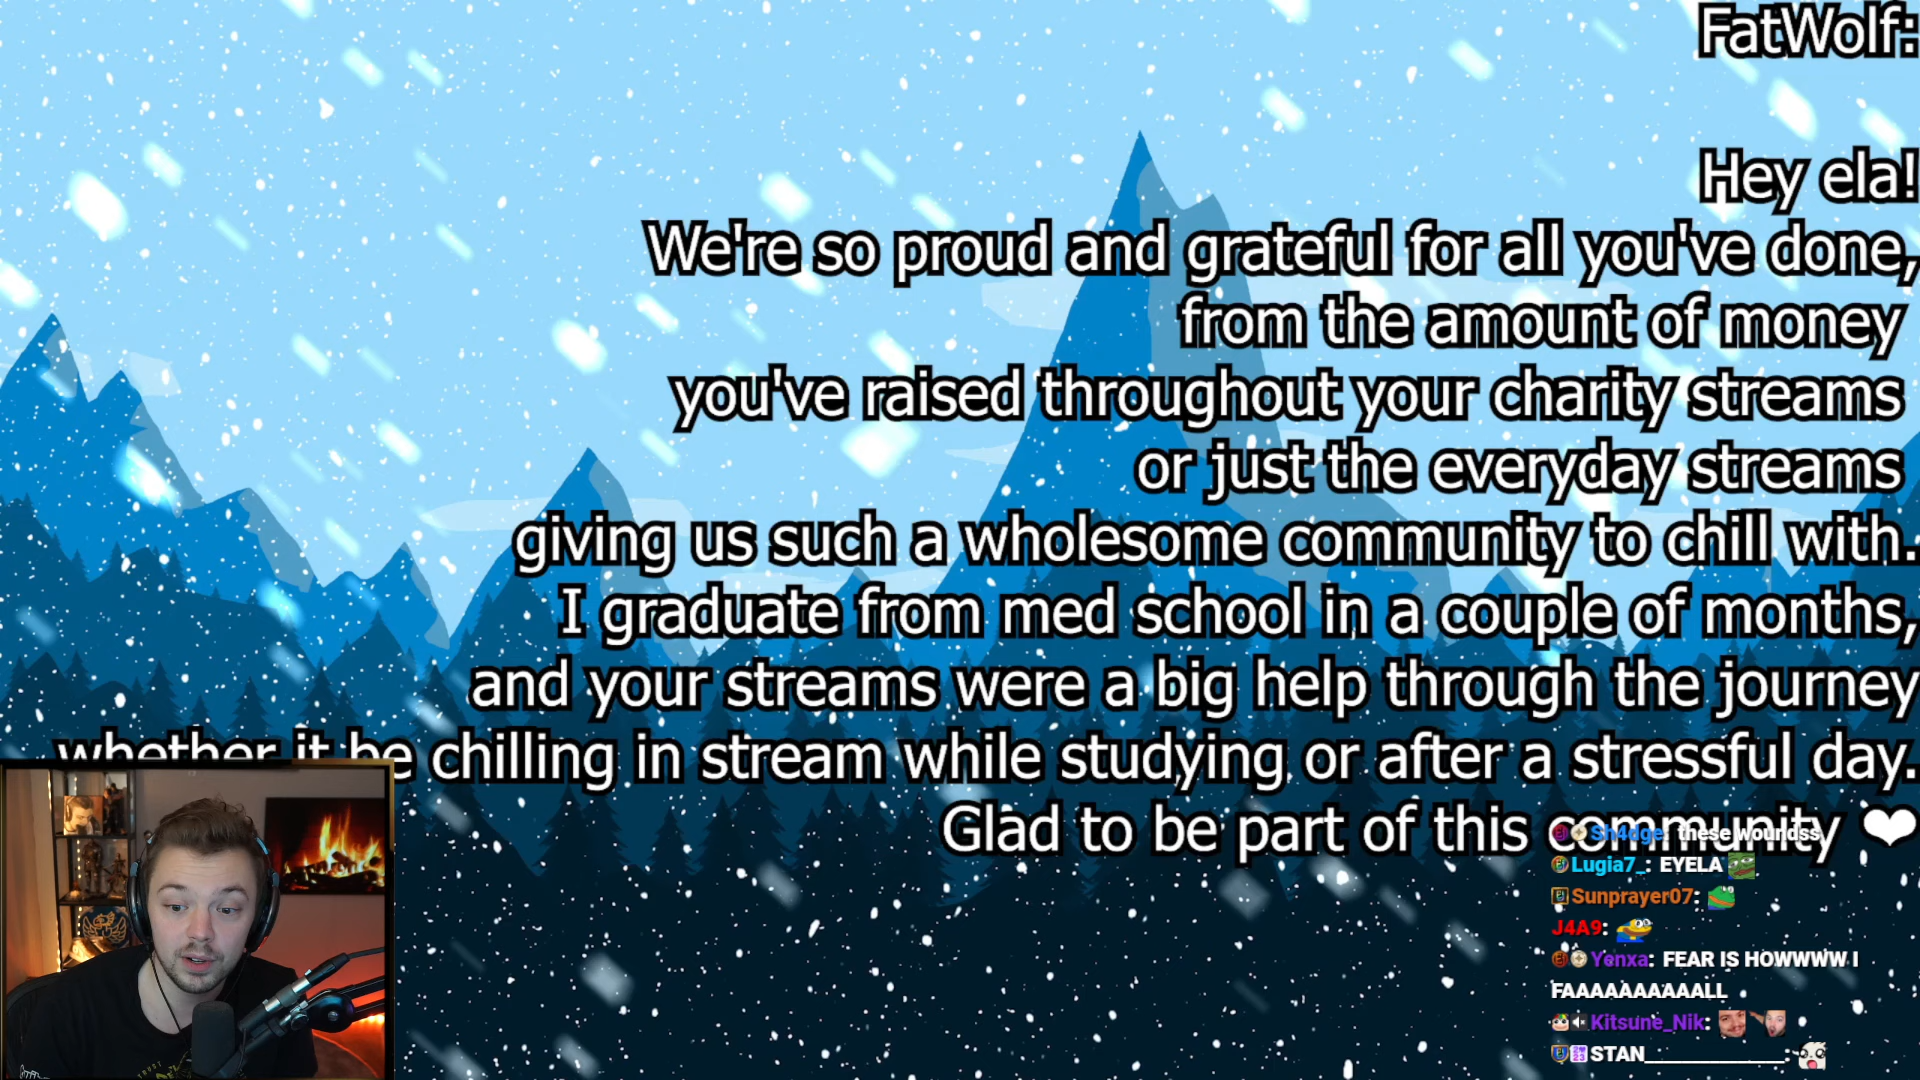 FatWolf:
Hey ela!
We're so proud and grateful for all you've done,
from the amount of money
you've raised throughout your charity streams
or just the everyday streams
giving us such a wholesome community to chill with.
I graduate from med school in a couple of months,
and your streams were a big help through the journey
whether it be chilling in stream while studying or after a stressful day.
Glad to be part of this community ❤
Sh4dge: these woundss
Lugia7_: EYELA
Sunprayer07:
J4A9:
Yenxa: FEAR IS HOWWWW I
FAAAAAAAAAALL
Kitsune_Nik:
STAN______________: